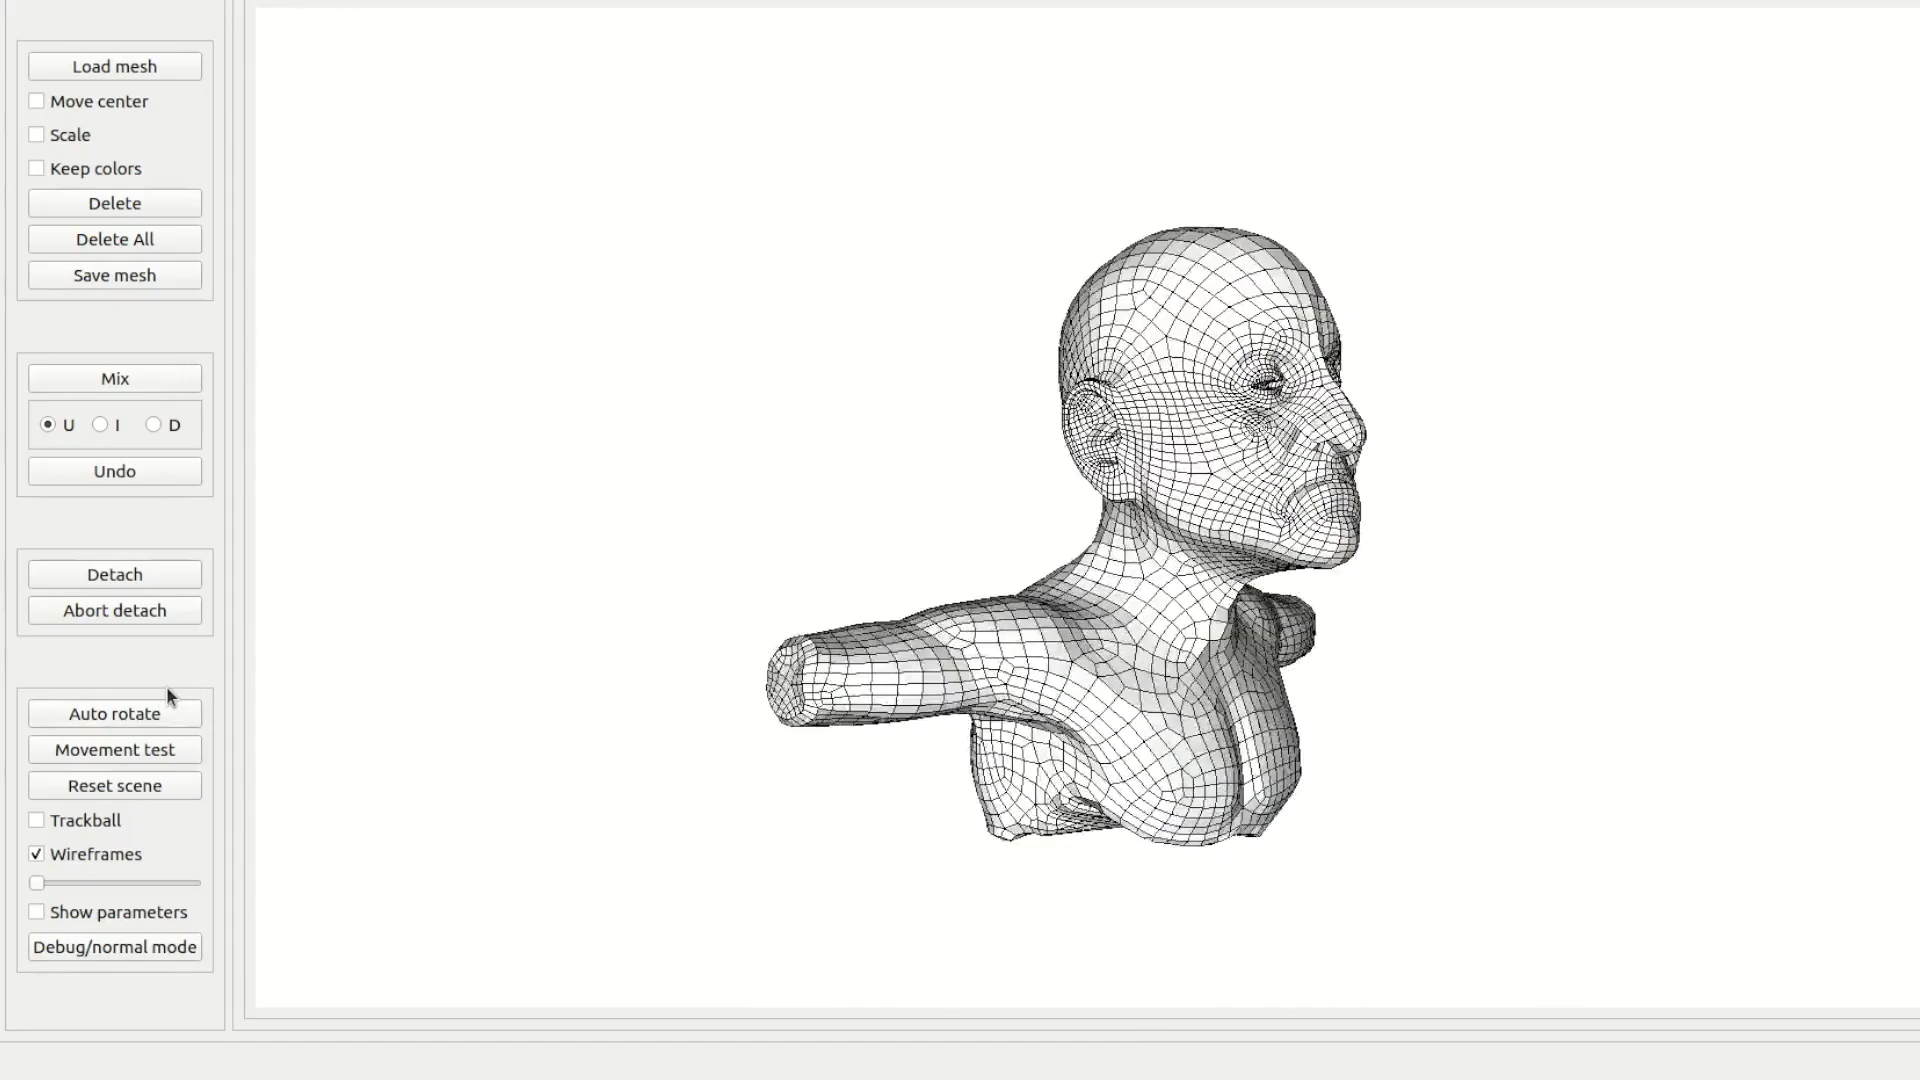 Load mesh
Move center
Scale
Keep colors
Delete
Delete All
Save mesh
Mix
U I D
Undo
Detach
Abort detach
Auto rotate
Movement test
Reset scene
Trackball
Wireframes
Show parameters
Debug/normal mode